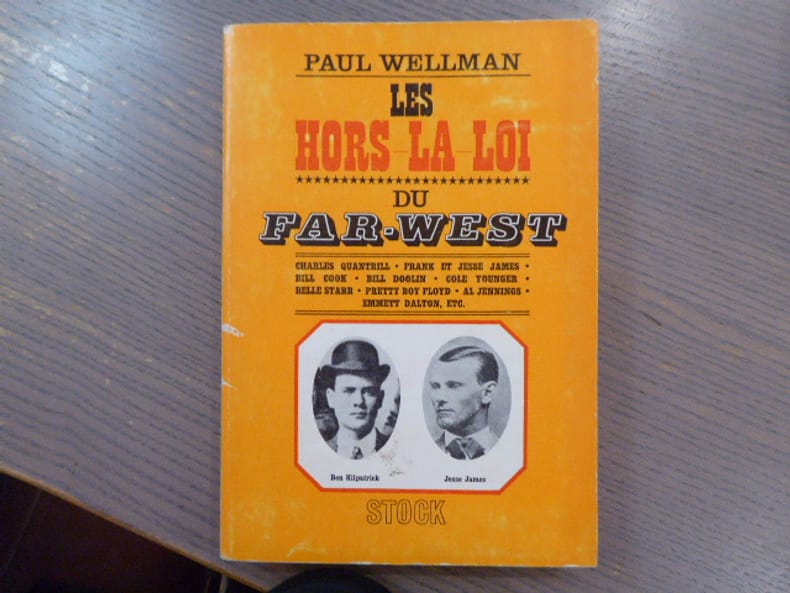 PAUL WELLMAN
LES
HORS-LA-LOI
DU
FAR-WEST
CHARLES QUANTRILL • FRANK ET JESSE JAMES •
BILL COOK • BILL DOOLIN • COLE YOUNGER •
BELLE STARR • PRETTY BOY FLOYD • AL JENNINGS •
EMMETT DALTON, ETC.
Ben Kilpatrick
Jesse James
STOCK